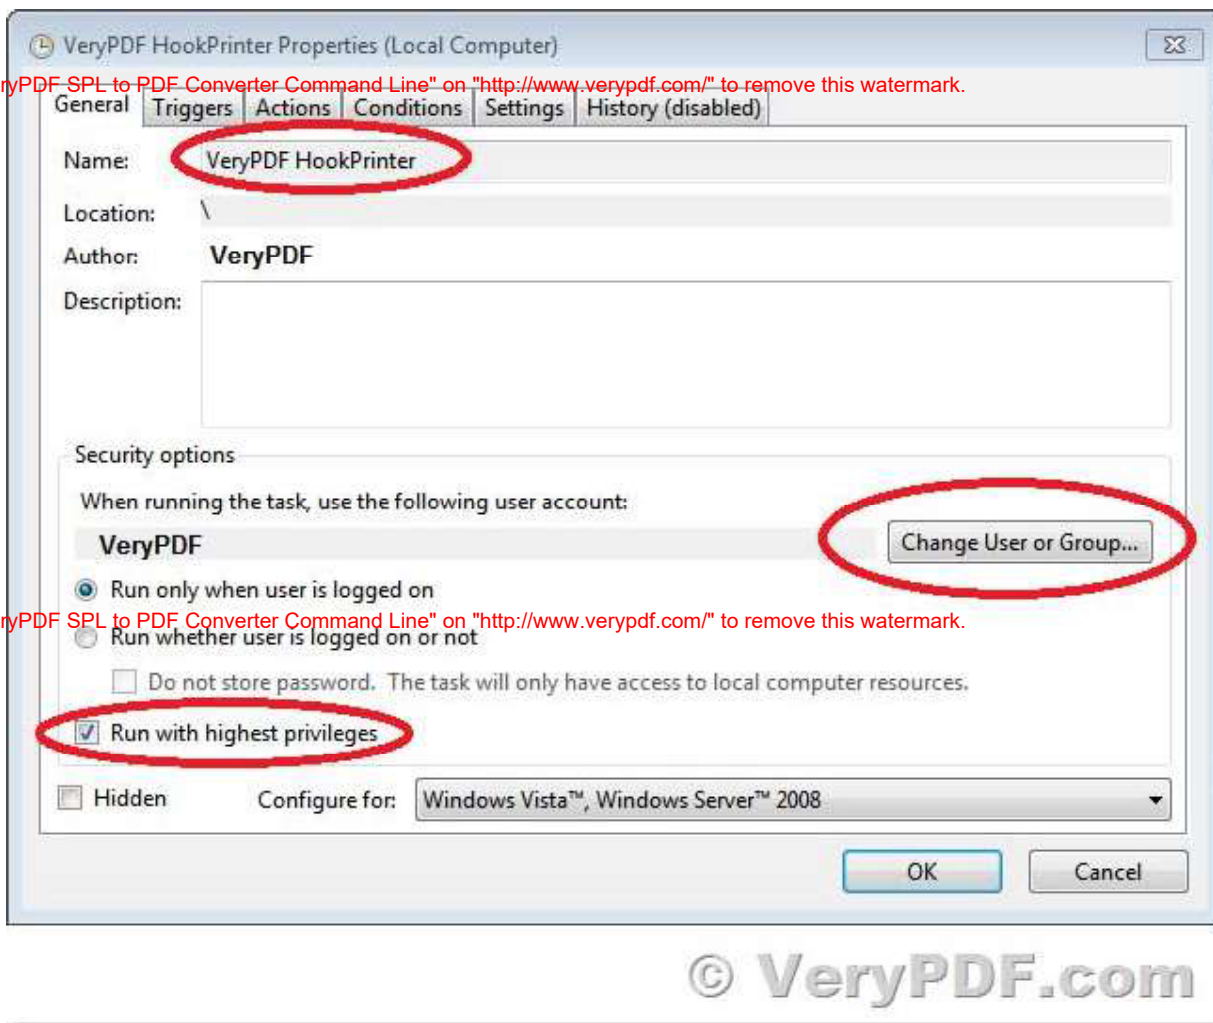 VeryPDF HookPrinter Properties (Local Computer)
ryPDF SPL to PDF Converter Command Line" on "http://www.verypdf.com/" to remove this watermark.
General Triggers Actions Conditions Settings History (disabled)
Name: VeryPDF HookPrinter
Location: \
Author: VeryPDF
Description:
Security options
When running the task, use the following user account:
VeryPDF Change User or Group...
Run only when user is logged on
ryPDF SPL to PDF Converter Command Line" on "http://www.verypdf.com/" to remove this watermark.
Run whether user is logged on or not
Do not store password. The task will only have access to local computer resources.
Run with highest privileges
Hidden Configure for: Windows Vista™, Windows Server™ 2008
OK Cancel
© VeryPDF.com